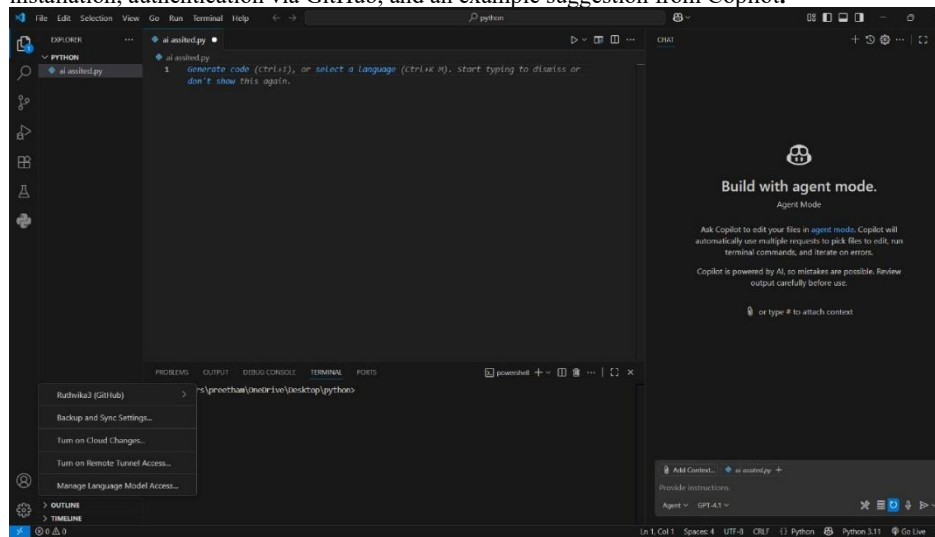 installation, authentication via GitHub, and an example suggestion from Copilot.
File Edit Selection View Go Run Terminal Help
python
EXPLORER
PYTHON
ai assited.py
ai assited.py
ai assited.py
1 Generate code (Ctrl+I), or select a language (Ctrl+K M). Start typing to dismiss or
don't show this again.
CHAT
Build with agent mode.
Agent Mode
Ask Copilot to edit your files in agent mode. Copilot will
automatically use multiple requests to pick files to edit, run
terminal commands, and iterate on errors.
Copilot is powered by AI, so mistakes are possible. Review
output carefully before use.
or type # to attach context
PROBLEMS OUTPUT DEBUG CONSOLE TERMINAL PORTS
powershell
rs\preetham\OneDrive\Desktop\python>
Ruthwika3 (GitHub)
Backup and Sync Settings...
Turn on Cloud Changes...
Turn on Remote Tunnel Access...
Manage Language Model Access...
OUTLINE
TIMELINE
Add Context... ai assited.py
Provide instructions
Agent GPT-4.1
0 0
Ln 1, Col 1 Spaces: 4 UTF-8 CRLF {} Python Python 3.11 Go Live